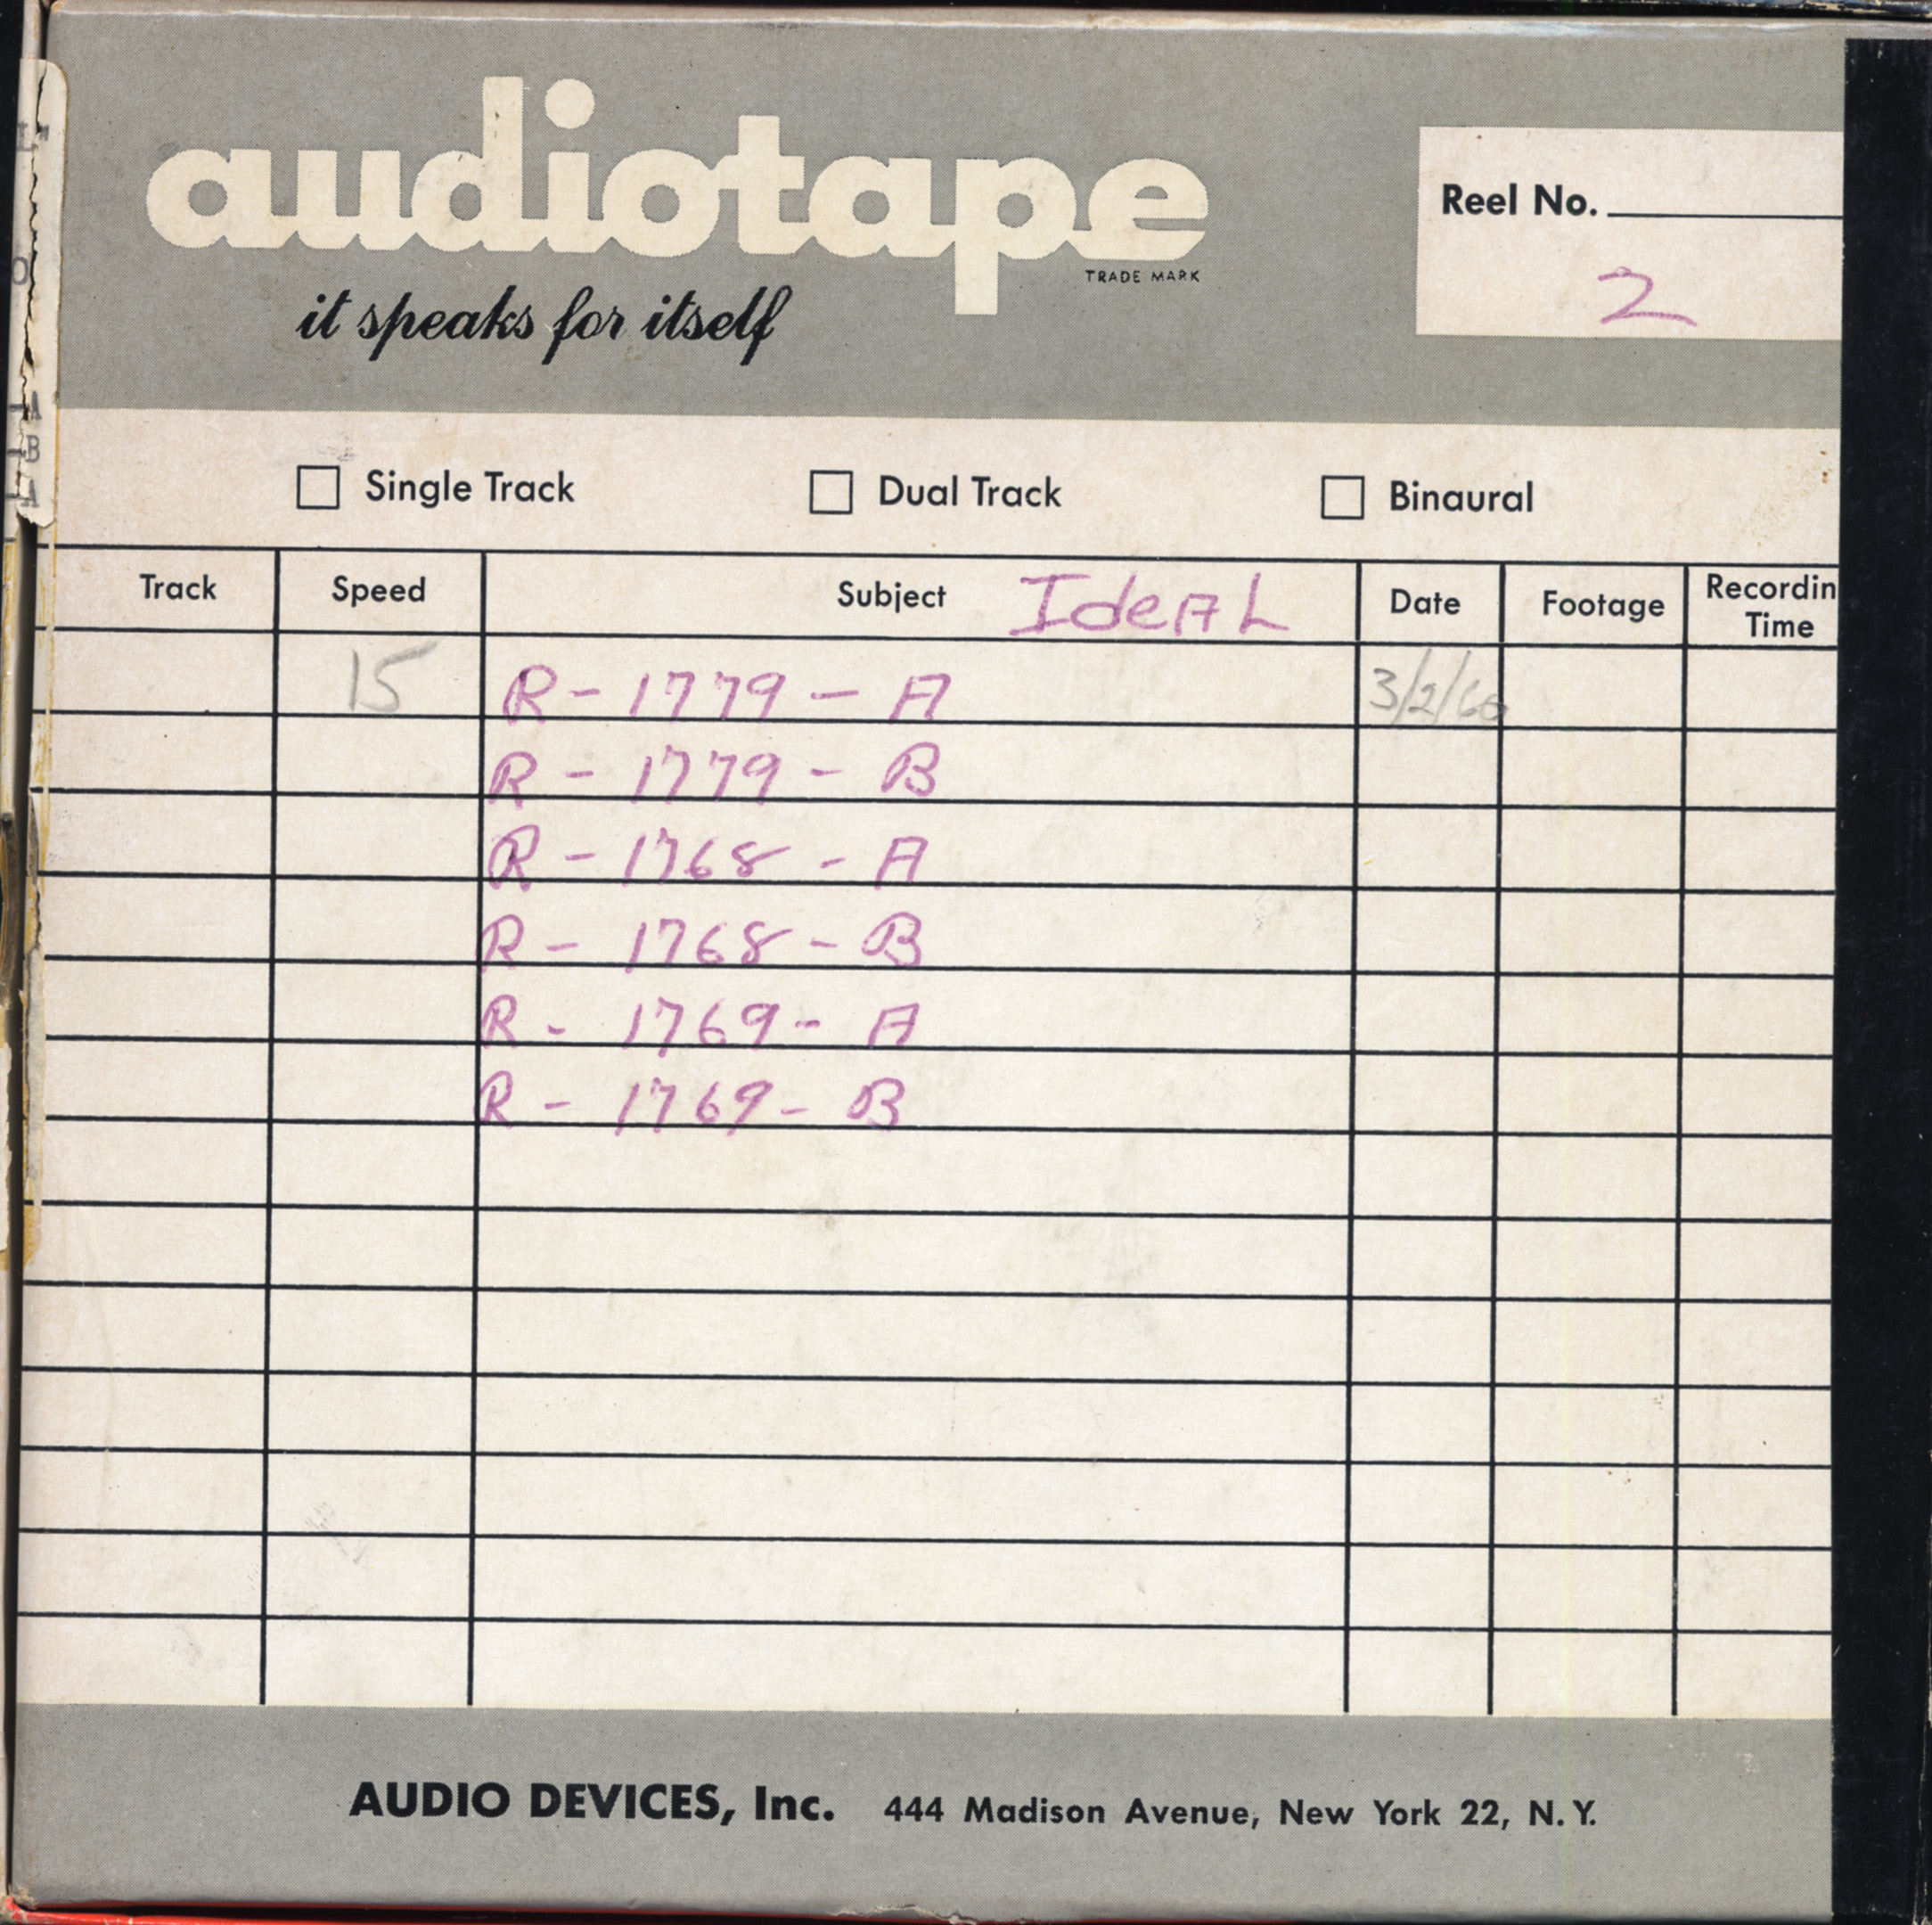 audiotape
TRADE MARK
it speaks for itself
Reel No.
2
Single Track
Dual Track
Binaural
Track Speed Subject IdeAL Date Footage Recordin Time
15 R - 1779 - A 3/2/60
R - 1779 - B
R - 1768 - A
R - 1768 - B
R - 1769 - A
R - 1769 - B
AUDIO DEVICES, Inc. 444 Madison Avenue, New York 22, N.Y.